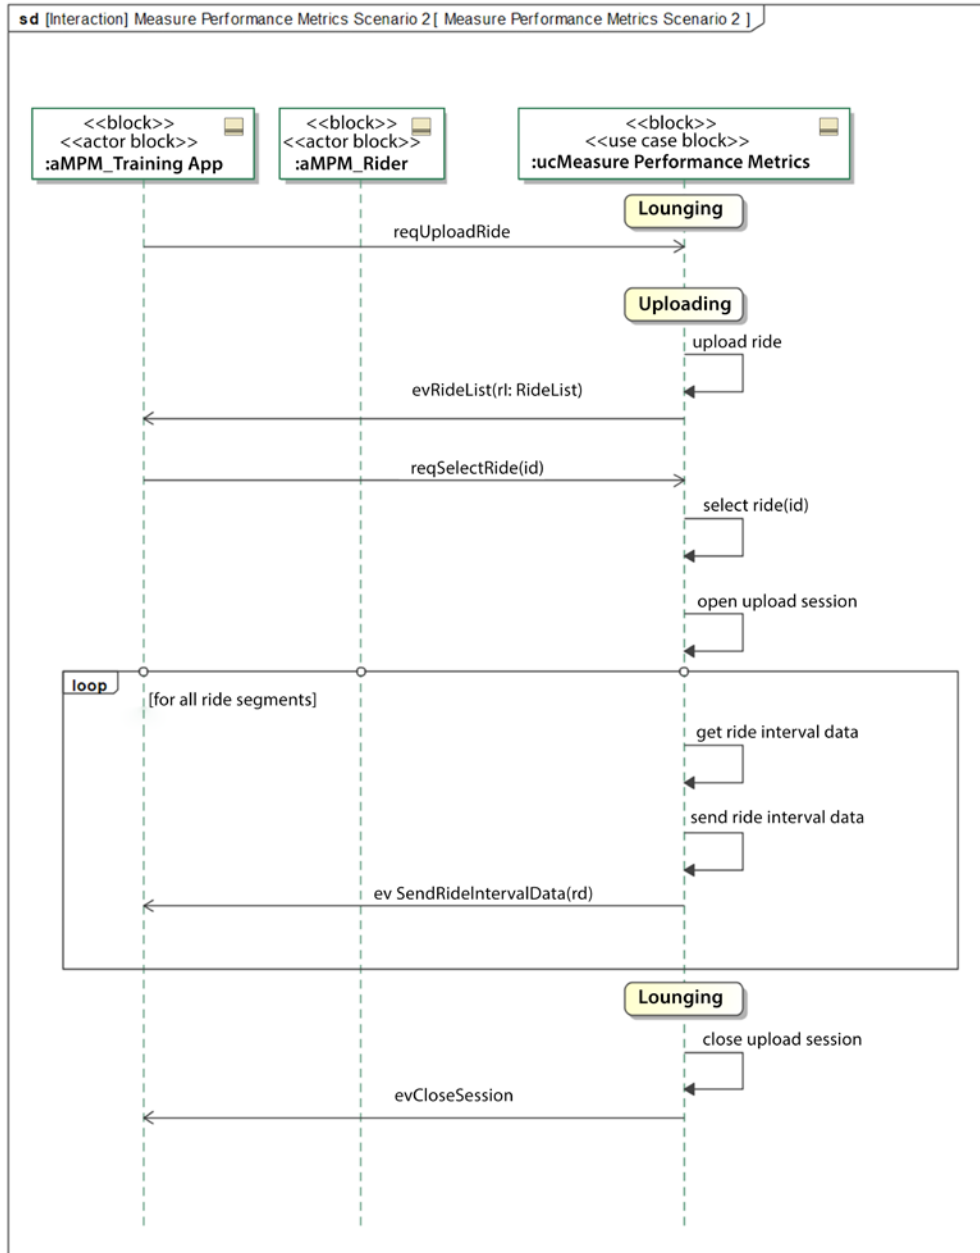 sd [Interaction] Measure Performance Metrics Scenario 2[ Measure Performance Metrics Scenario 2 ]
<<block>>
<<actor block>>
:aMPM_Training App
<<block>>
<<actor block>>
:aMPM_Rider
<<block>>
<<use case block>>
:ucMeasure Performance Metrics
Lounging
reqUploadRide
Uploading
upload ride
evRideList(rl: RideList)
reqSelectRide(id)
select ride(id)
open upload session
loop
[for all ride segments]
get ride interval data
send ride interval data
ev SendRideIntervalData(rd)
Lounging
close upload session
evCloseSession